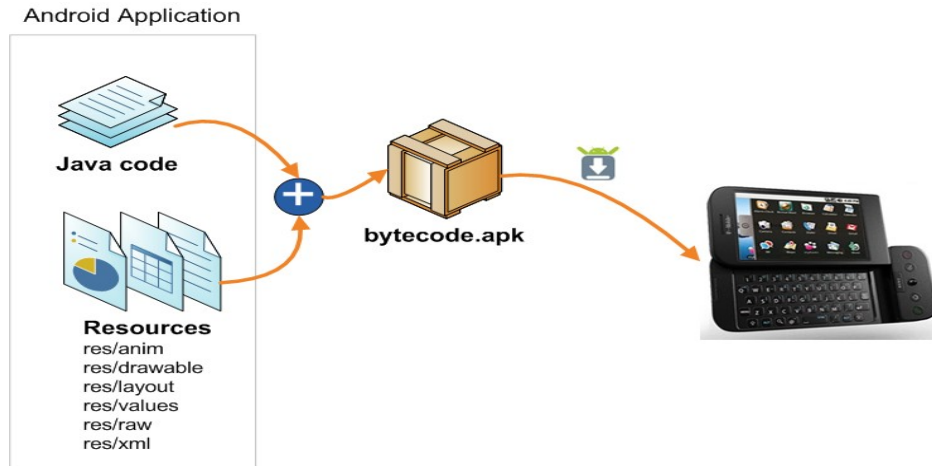 Android Application
Java code
bytecode.apk
Resources
res/anim
res/drawable
res/layout
res/values
res/raw
res/xml